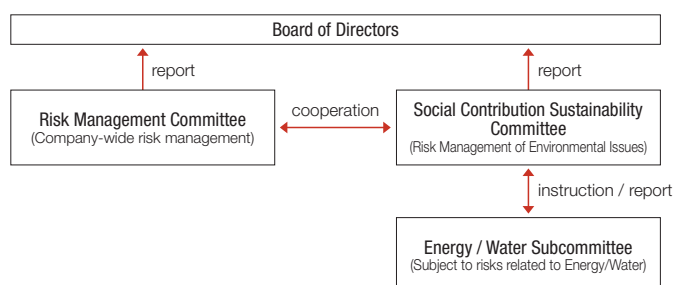 Board of Directors
report
report
Risk Management Committee
(Company-wide risk management)
cooperation
Social Contribution Sustainability
Committee
(Risk Management of Environmental Issues)
instruction / report
Energy / Water Subcommittee
(Subject to risks related to Energy/Water)